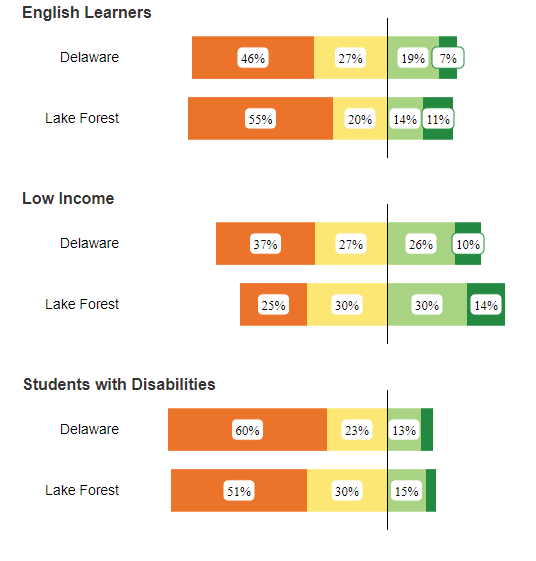 English Learners
Delaware 46% 27% 19% 7%
Lake Forest 55% 20% 14% 11%
Low Income
Delaware 37% 27% 26% 10%
Lake Forest 25% 30% 30% 14%
Students with Disabilities
Delaware 60% 23% 13%
Lake Forest 51% 30% 15%